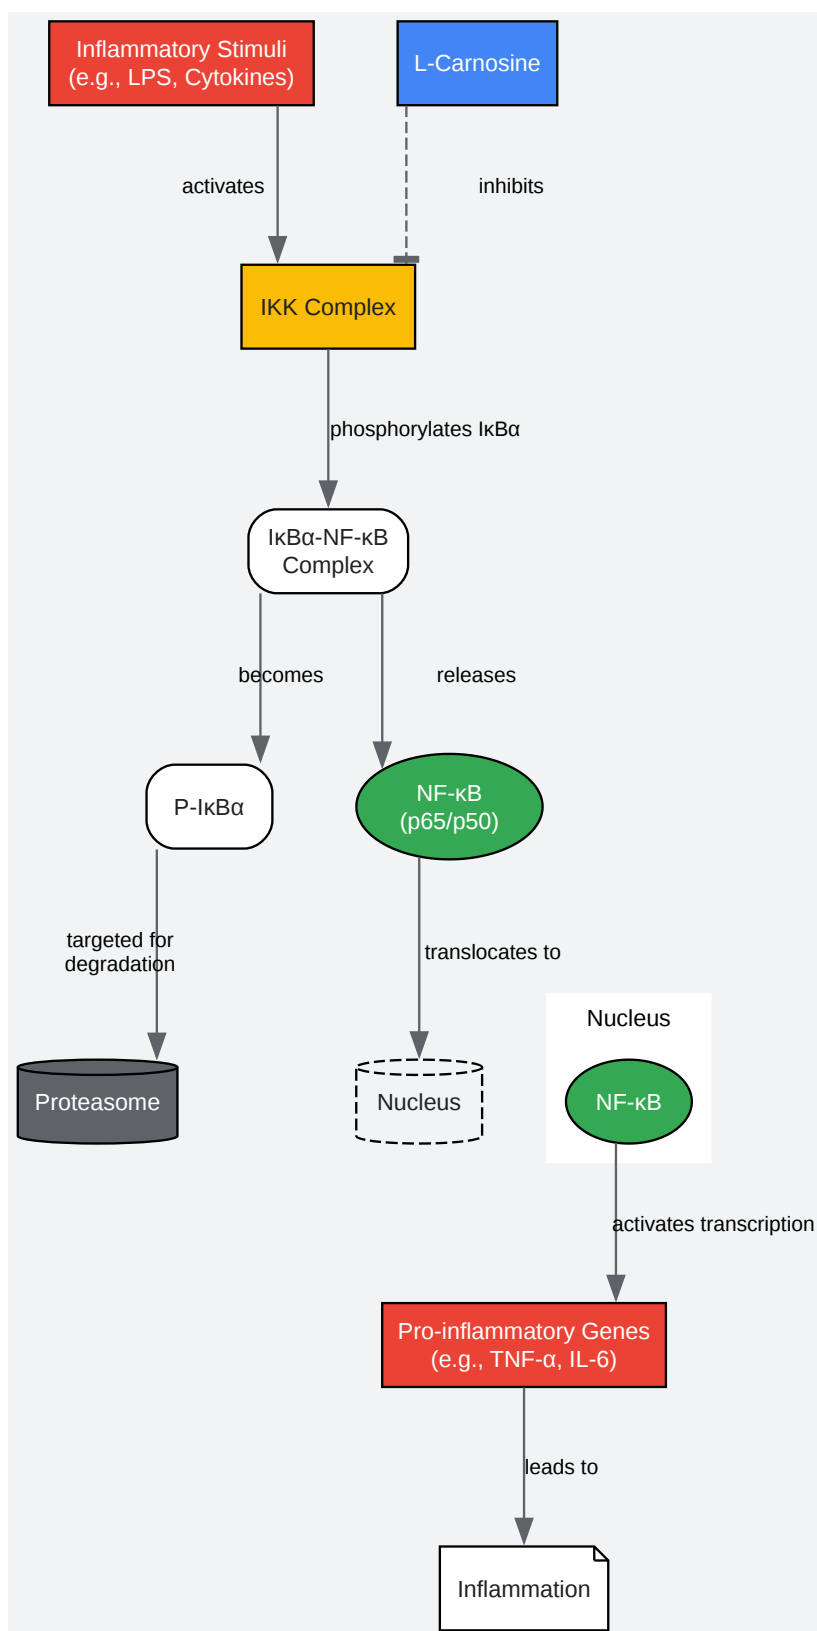 Inflammatory Stimuli
(e.g., LPS, Cytokines)
L-Carnosine
activates
inhibits
IKK Complex
phosphorylates IκBα
IκBα-NF-κB
Complex
becomes
releases
P-IκBα
NF-κB
(p65/p50)
targeted for
degradation
translocates to
Nucleus
Proteasome
Nucleus
NF-κB
activates transcription
Pro-inflammatory Genes
(e.g., TNF-α, IL-6)
leads to
Inflammation